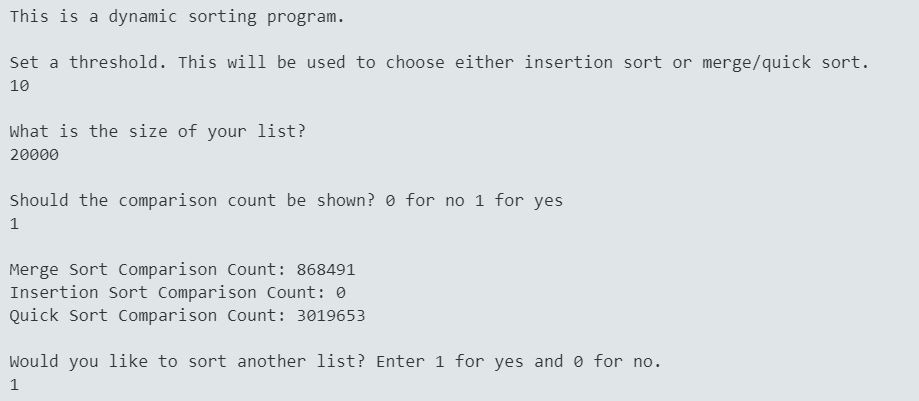 This is a dynamic sorting program.
Set a threshold. This will be used to choose either insertion sort or merge/quick sort.
10
What is the size of your list?
20000
Should the comparison count be shown? 0 for no 1 for yes
1
Merge Sort Comparison Count: 868491
Insertion Sort Comparison Count: 0
Quick Sort Comparison Count: 3019653
Would you like to sort another list? Enter 1 for yes and 0 for no.
1